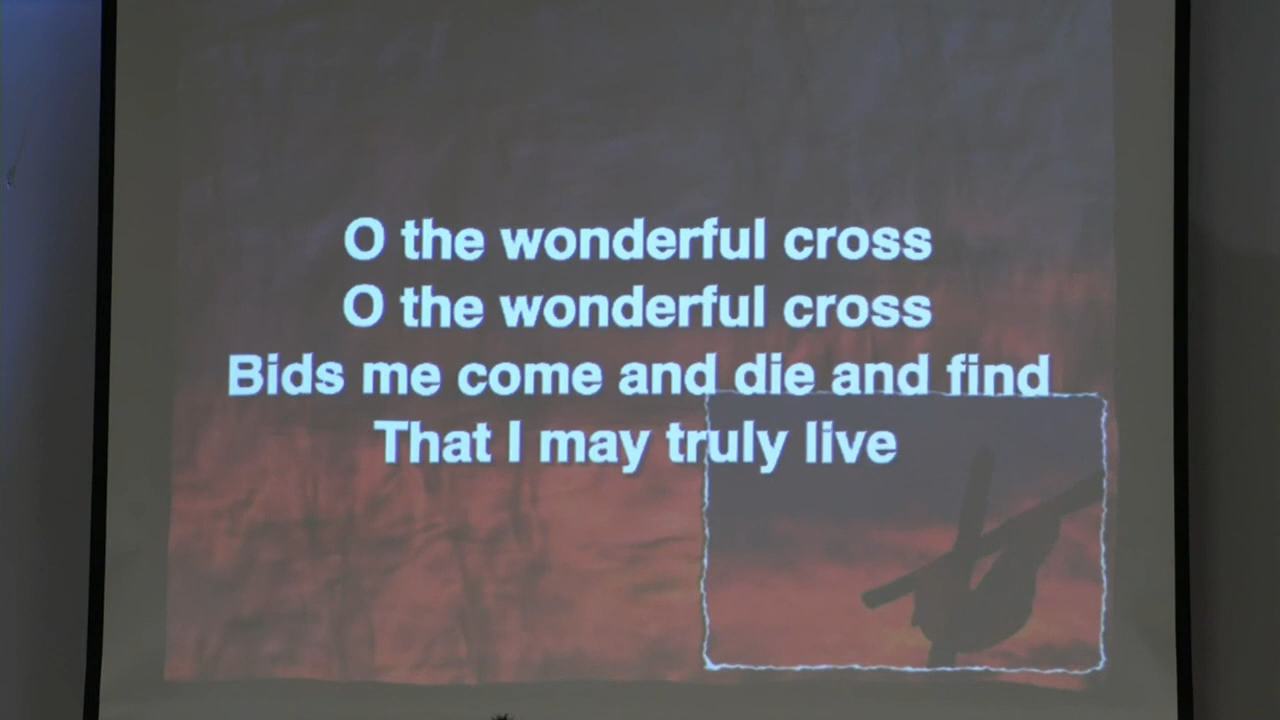 O the wonderful cross
O the wonderful cross
Bids me come and die and find
That I may truly live